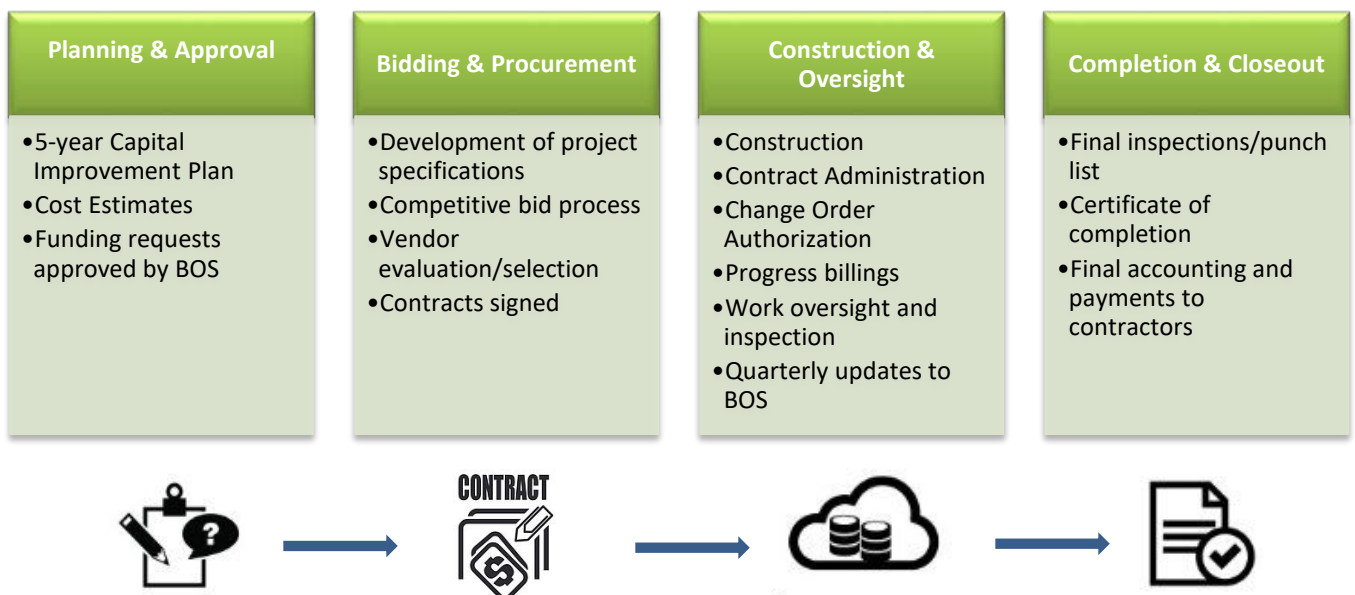 Planning & Approval
•5-year Capital
Improvement Plan
•Cost Estimates
•Funding requests
approved by BOS
Bidding & Procurement
•Development of project
specifications
•Competitive bid process
•Vendor
evaluation/selection
•Contracts signed
Construction &
Oversight
•Construction
•Contract Administration
•Change Order
Authorization
•Progress billings
•Work oversight and
inspection
•Quarterly updates to
BOS
Completion & Closeout
•Final inspections/punch
list
•Certificate of
completion
•Final accounting and
payments to
contractors
?
CONTRACT
$